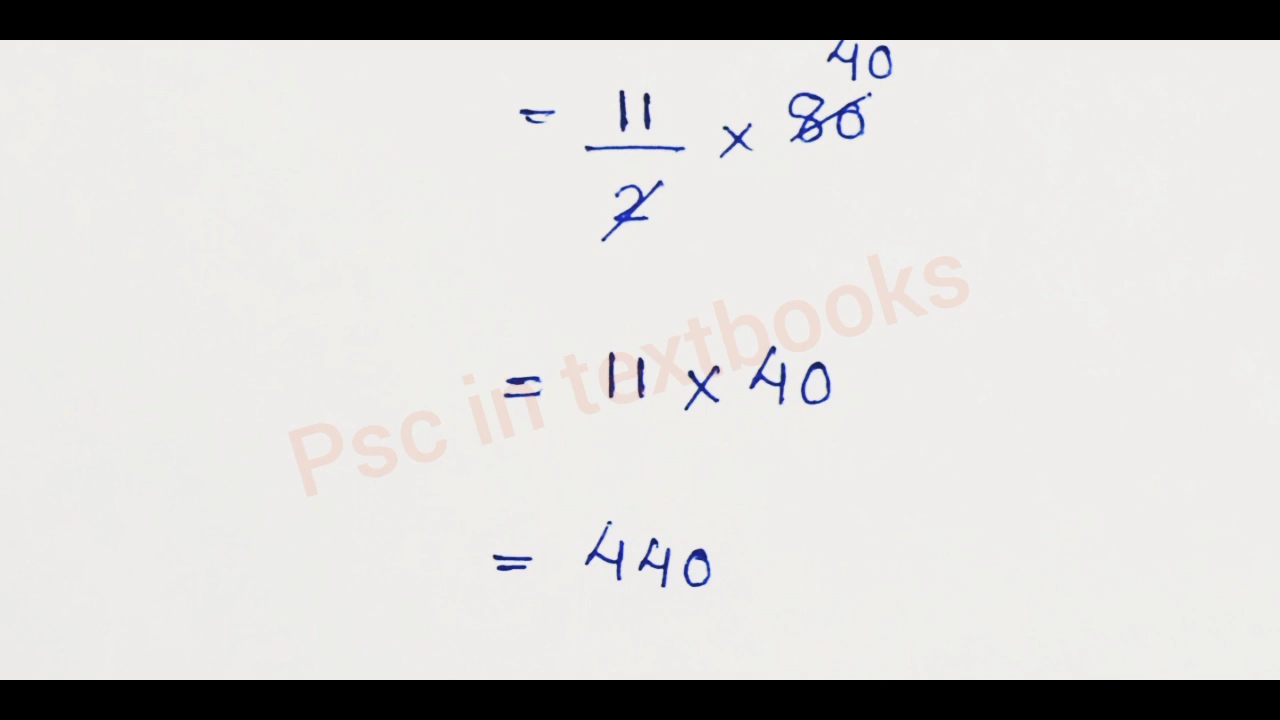 40
= 11/2 × 80
= 11 × 40
= 440
Psc in textbooks